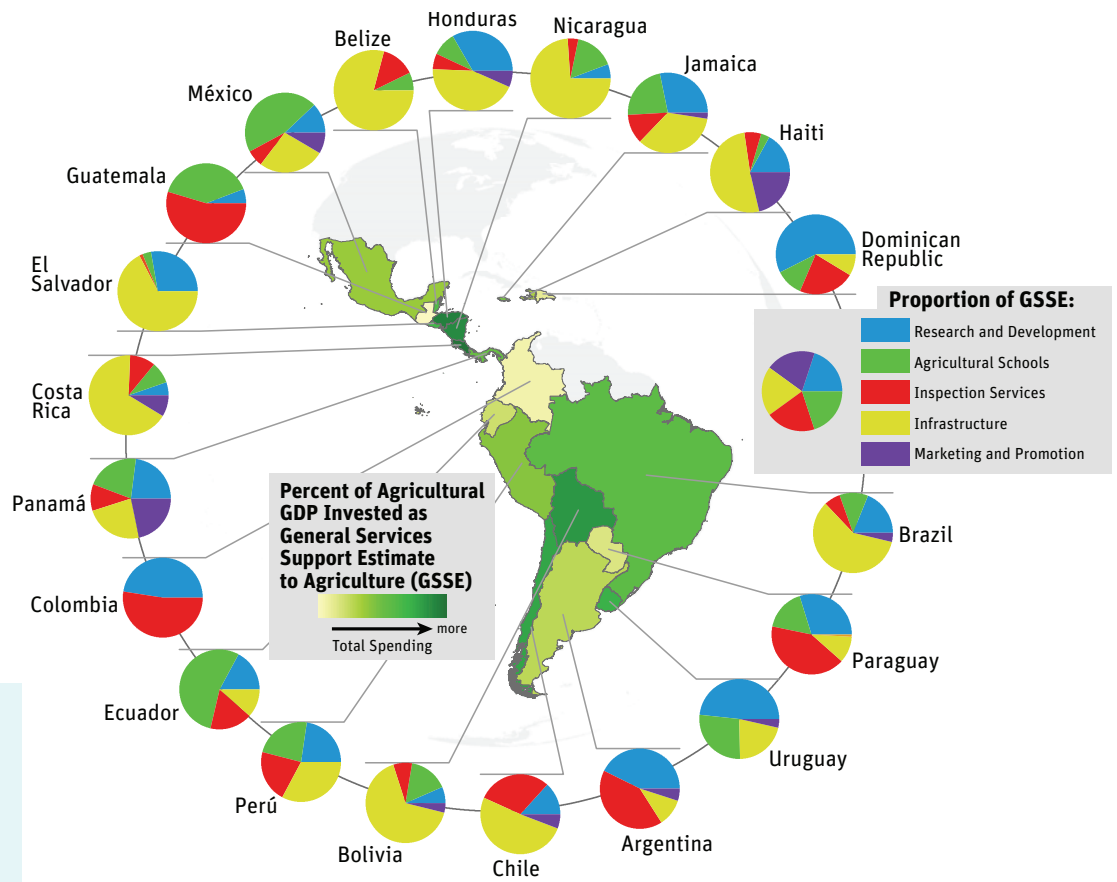 Honduras
Nicaragua
Belize
Jamaica
México
Haiti
Guatemala
Dominican
Republic
El
Salvador
Proportion of GSSE:
Research and Development
Agricultural Schools
Inspection Services
Infrastructure
Marketing and Promotion
Costa
Rica
Panamá
Percent of Agricultural
GDP Invested as
General Services
Support Estimate
to Agriculture (GSSE)
more
Total Spending
Brazil
Colombia
Paraguay
Ecuador
Uruguay
Perú
Bolivia
Chile
Argentina